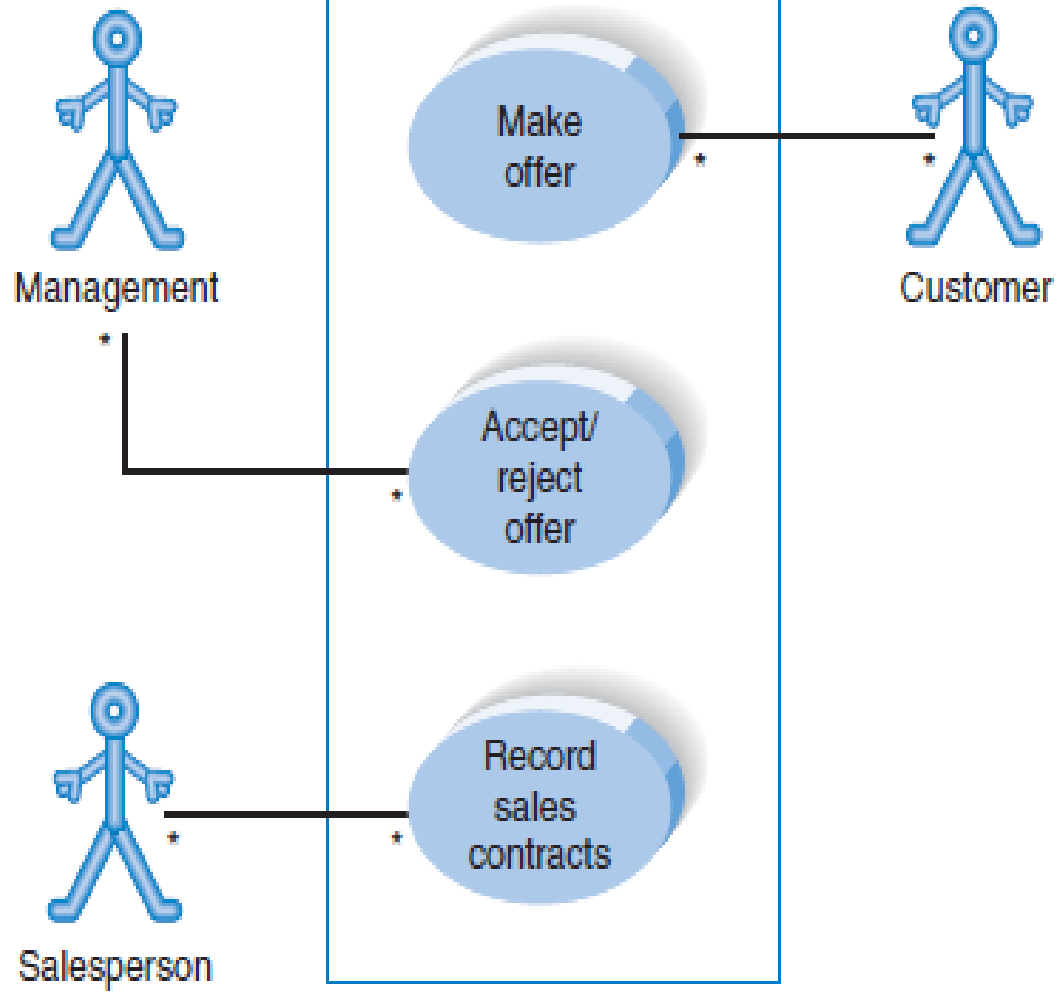 Make
offer
*
*
Management
Customer
*
Accept/
reject
offer
*
Record
sales
contracts
*
*
Salesperson